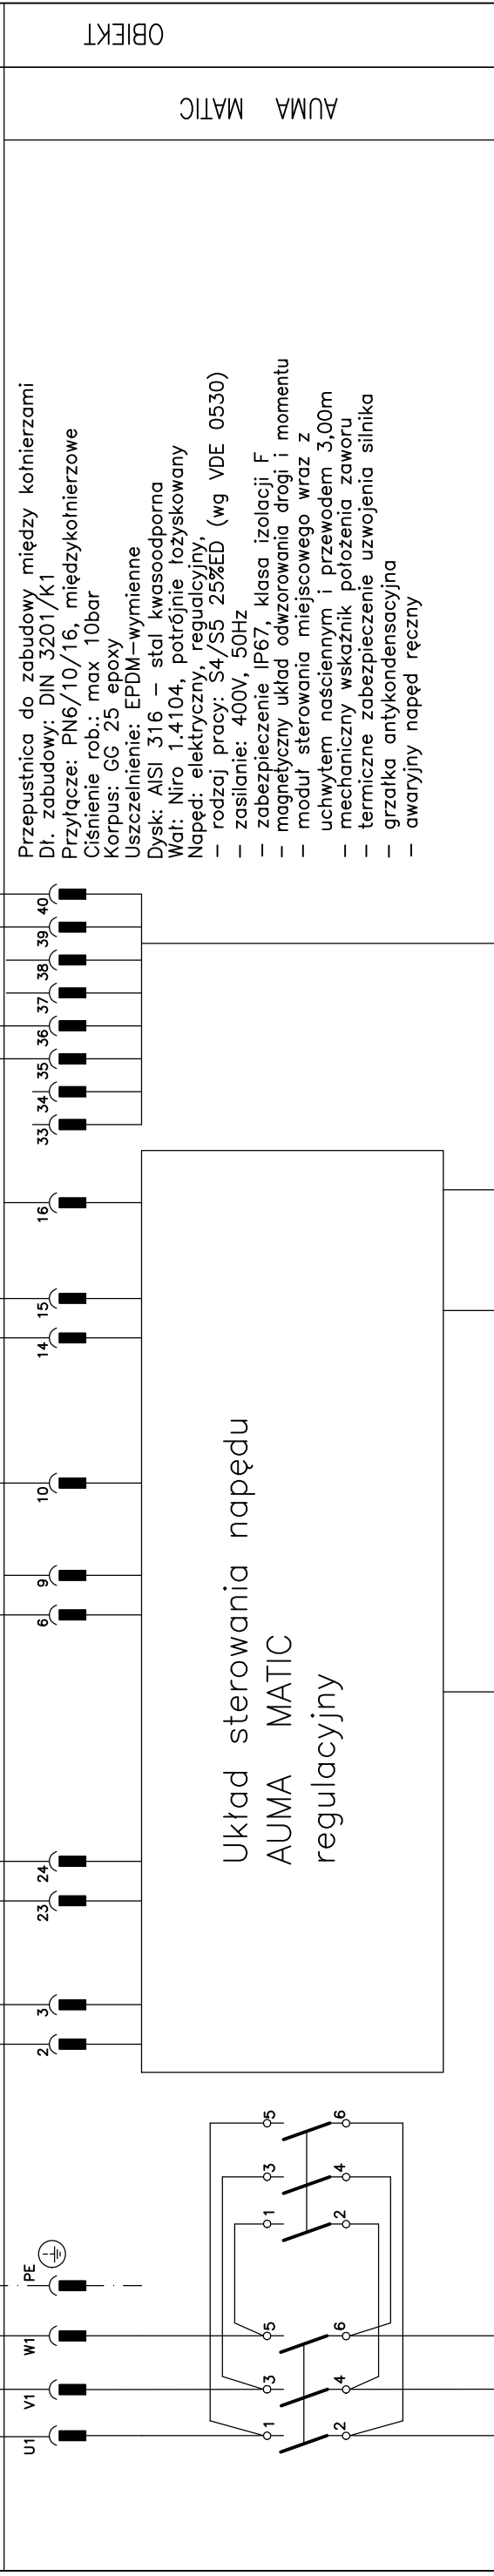 OBIEKT
AUMA MATIC
Przepustnica do zabudowy między kołnierzami
Dł. zabudowy: DIN 3201/K1
Przyłącze: PN6/10/16, międzykołnierzowe
Ciśnienie rob.: max 10bar
Korpus: GG 25 epoxy
Uszczelnienie: EPDM-wymienne
Dysk: AISI 316 – stal kwasoodporna
Wał: Niro 1.4104, potrójnie łożyskowany
Napęd: elektryczny, regualcyjny,
– rodzaj pracy: S4/S5 25%ED (wg VDE 0530)
– zasilanie: 400V, 50Hz
– zabezpieczenie IP67, klasa izolacji F
– magnetyczny układ odwzorowania drogi i momentu
– moduł sterowania miejscowego wraz z
uchwytem naściennym i przewodem 3,00m
– mechaniczny wskaźnik położenia zaworu
– termiczne zabezpieczenie uzwojenia silnika
– grzałka antykondensacyjna
– awaryjny napęd ręczny
U1 V1 W1 PE 2 3 23 24 6 9 10 14 15 16 33 34 35 36 37 38 39 40
Układ sterowania napędu
AUMA MATIC
regulacyjny
1 3 5 1 3 5
2 4 6 2 4 6